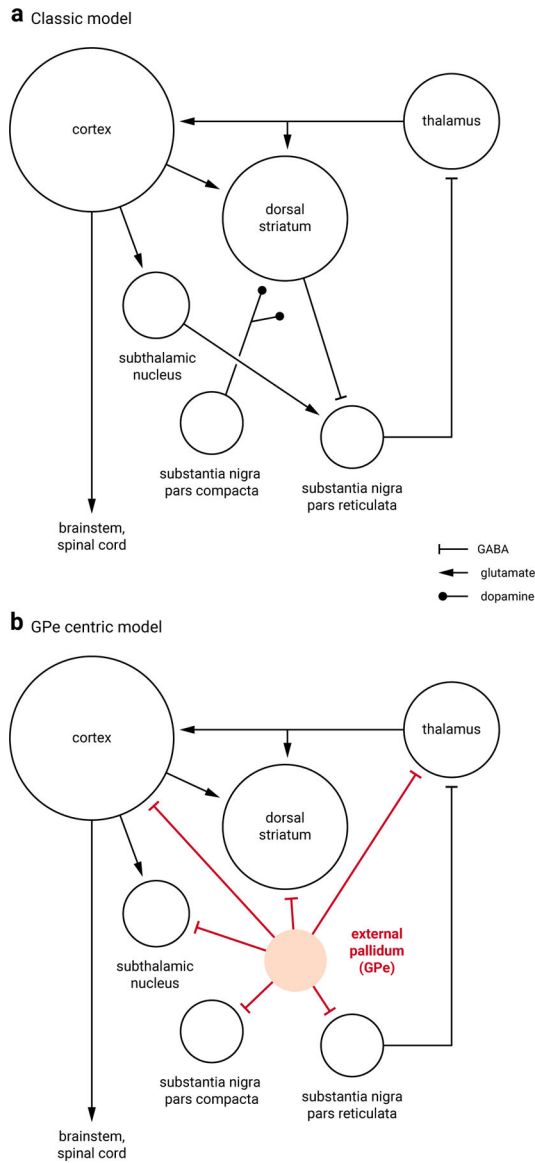 a Classic model
cortex
thalamus
dorsal
striatum
subthalamic
nucleus
substantia nigra
pars compacta
substantia nigra
pars reticulata
brainstem,
spinal cord
GABA
glutamate
dopamine
b GPe centric model
cortex
thalamus
dorsal
striatum
external
pallidum
(GPe)
subthalamic
nucleus
substantia nigra
pars compacta
substantia nigra
pars reticulata
brainstem,
spinal cord